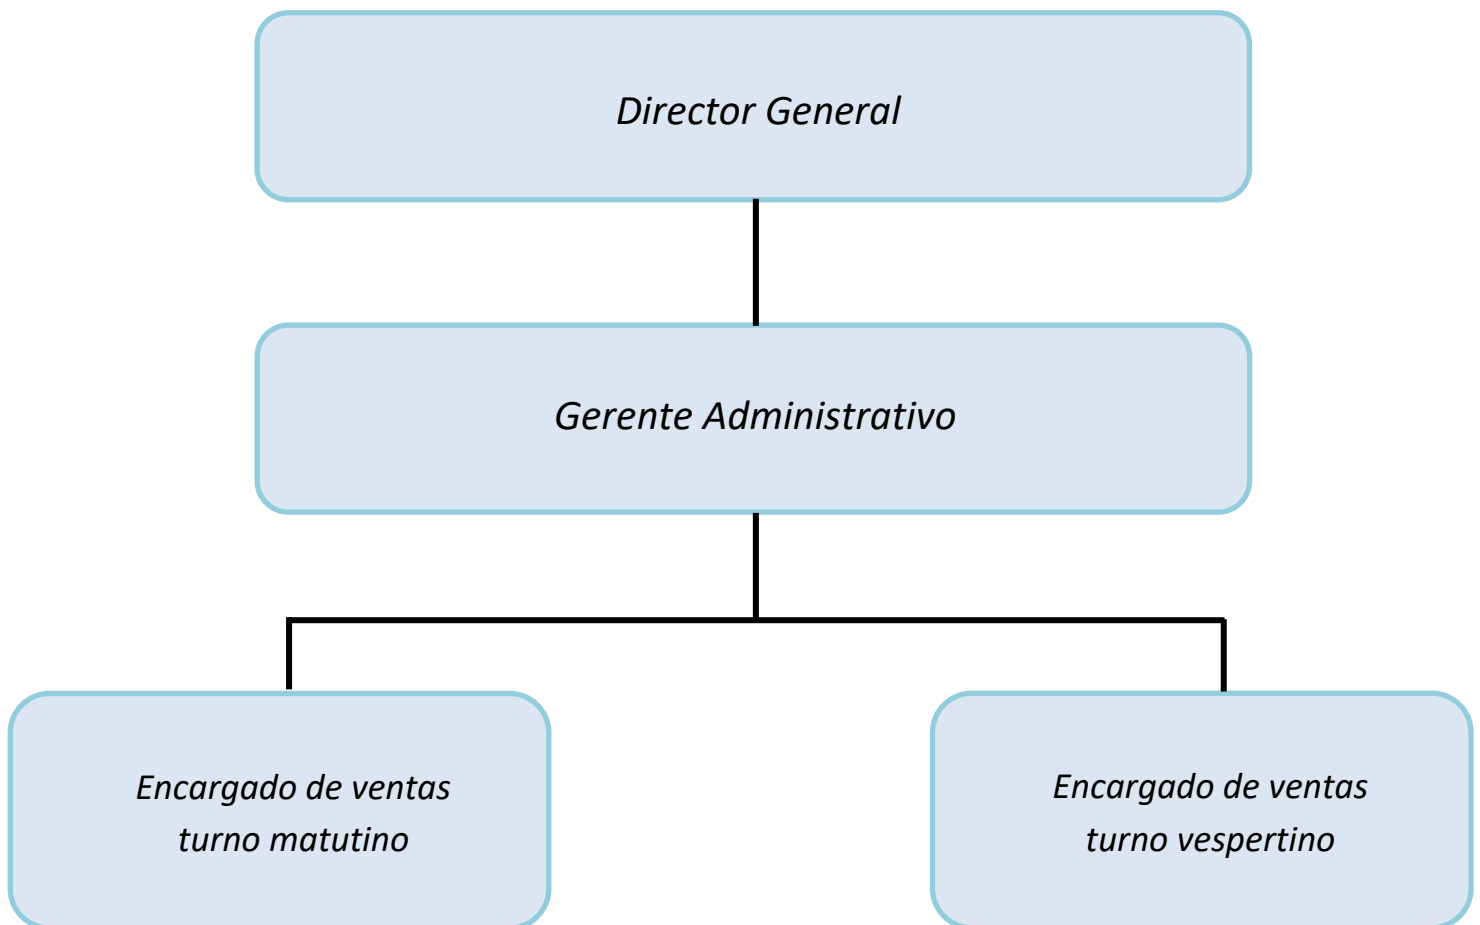 Director General
Gerente Administrativo
Encargado de ventas
turno matutino
Encargado de ventas
turno vespertino